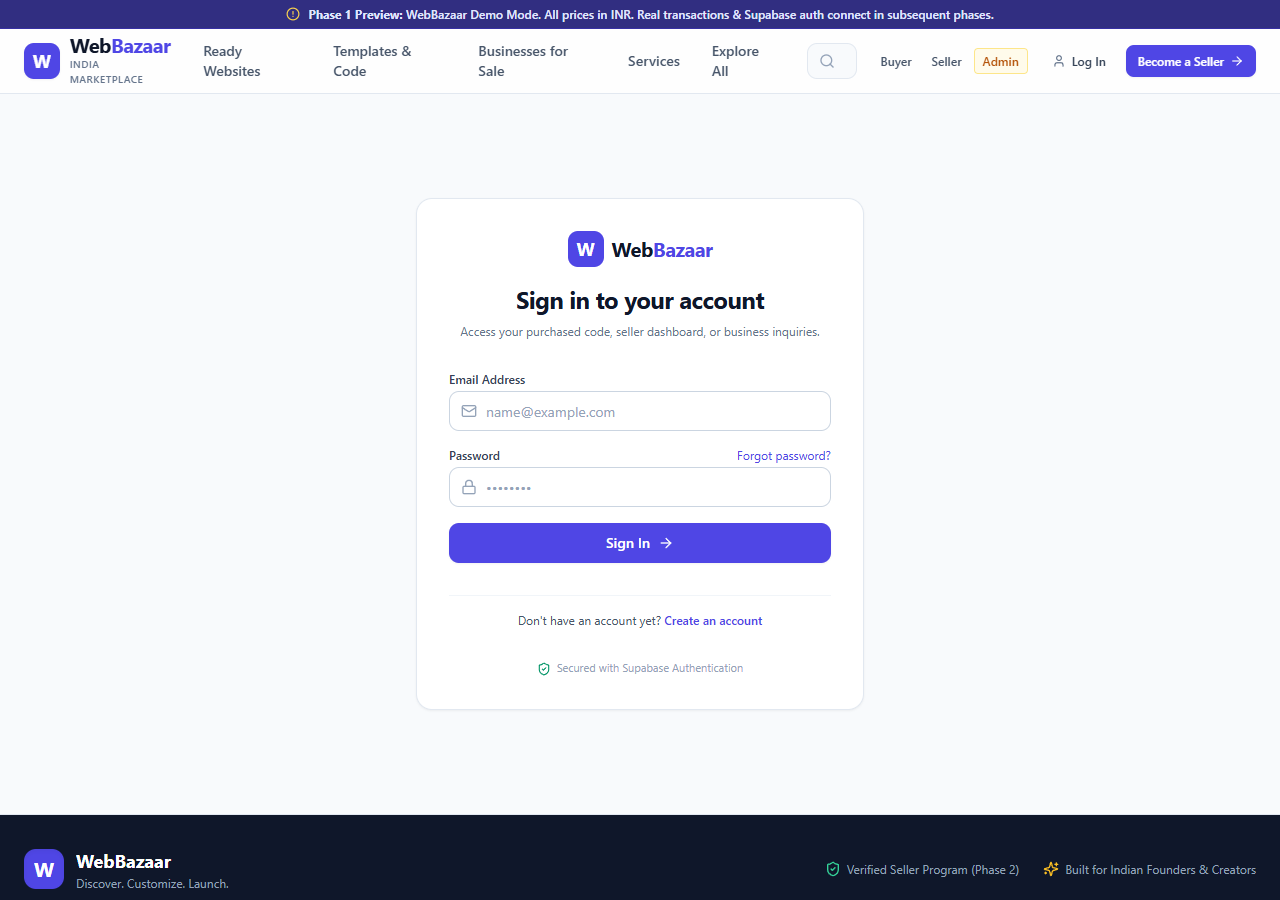 Phase 1 Preview: WebBazaar Demo Mode. All prices in INR. Real transactions & Supabase auth connect in subsequent phases.
W
WebBazaar
INDIA
MARKETPLACE
Ready
Websites
Templates &
Code
Businesses for
Sale
Services
Explore
All
Buyer
Seller
Admin
Log In
Become a Seller
W
WebBazaar
Sign in to your account
Access your purchased code, seller dashboard, or business inquiries.
Email Address
name@example.com
Password
Forgot password?
••••••••
Sign In
Don't have an account yet? Create an account
Secured with Supabase Authentication
W
WebBazaar
Discover. Customize. Launch.
Verified Seller Program (Phase 2)
Built for Indian Founders & Creators